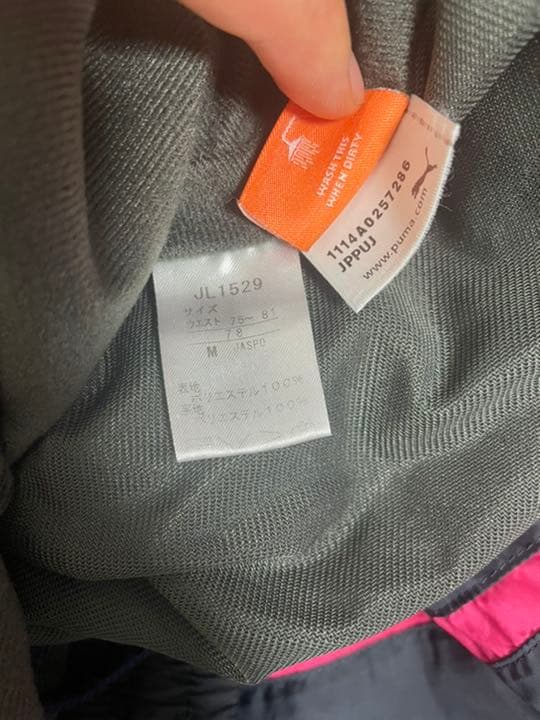 WASH THIS
WHEN DIRTY
1114A0257286
JPPUJ
www.puma.com
JL1529
サイズ
ウエスト 75～81
78
M JASPO
表地
ポリエステル100%
裏地
ポリエステル100%